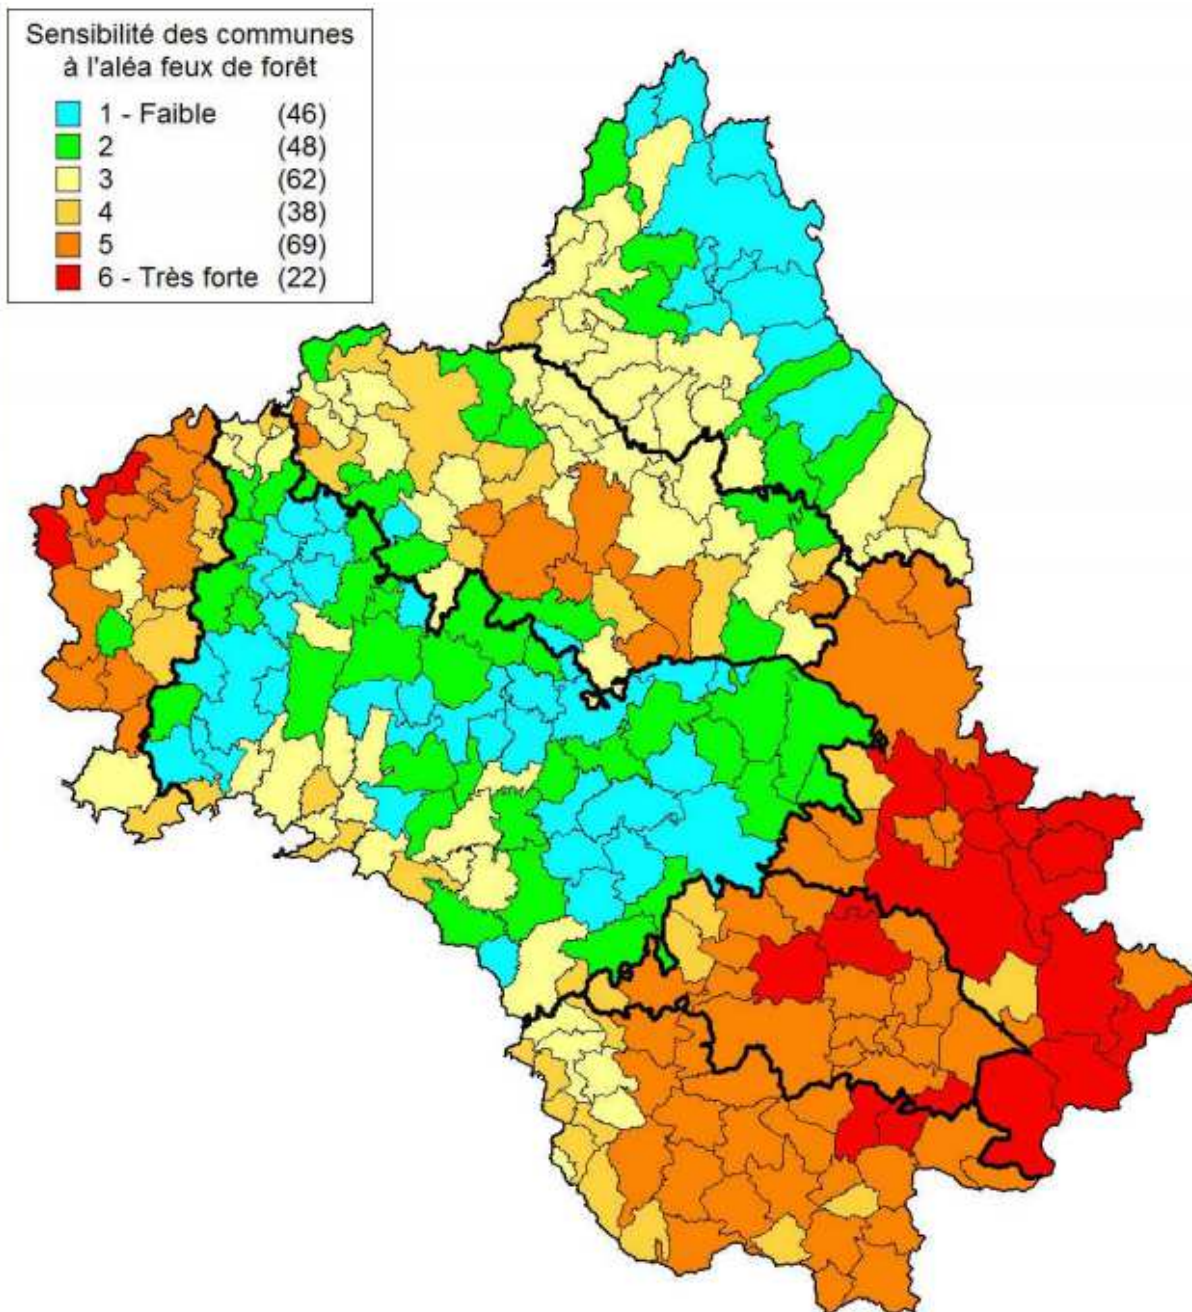 Sensibilité des communes
à l'aléa feux de forêt
1 - Faible (46)
2 (48)
3 (62)
4 (38)
5 (69)
6 - Très forte (22)